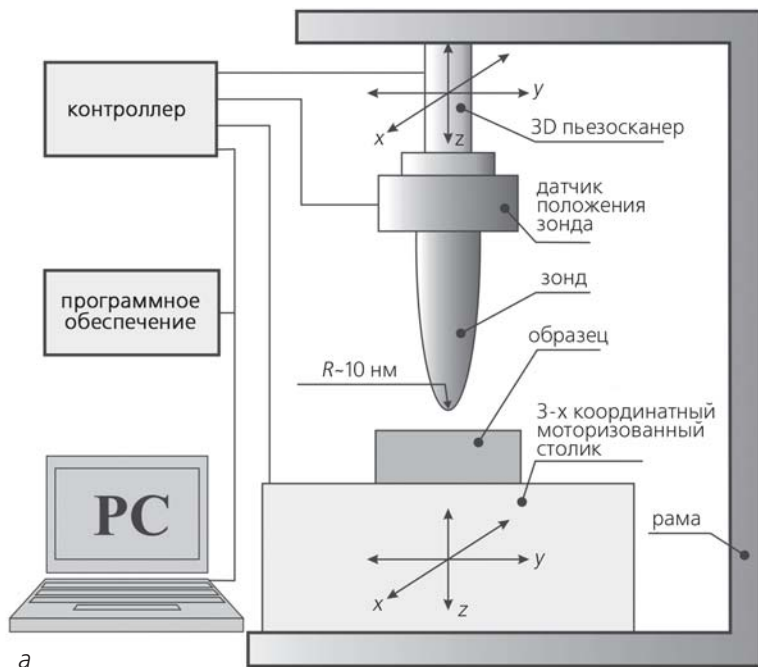 контроллер
y
x
z
3D пьезосканер
датчик
положения
зонда
программное
обеспечение
зонд
образец
R~10 нм
3-х координатный
моторизованный
столик
PC
рама
y
x
z
а